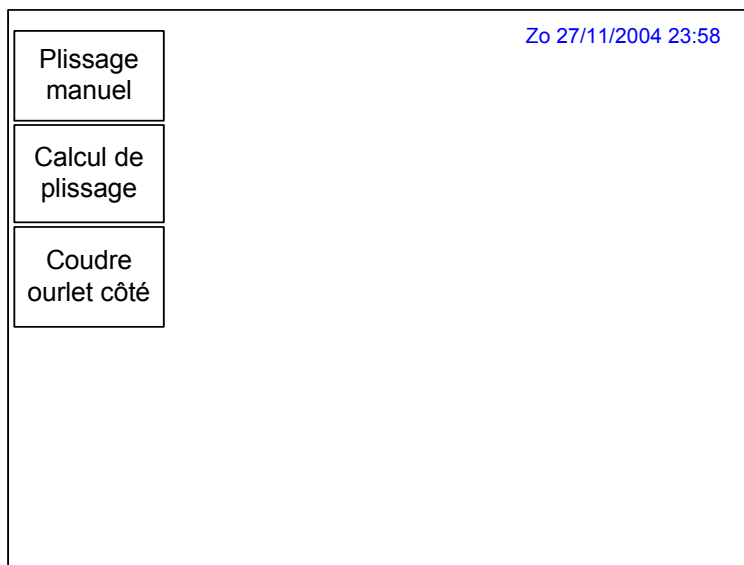 Zo 27/11/2004 23:58
Plissage
manuel
Calcul de
plissage
Coudre
ourlet côté